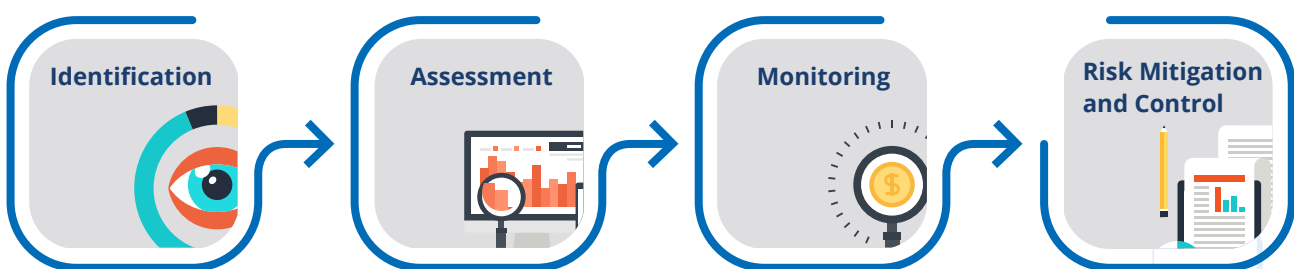 Identification
Assessment
Monitoring
Risk Mitigation
and Control
$